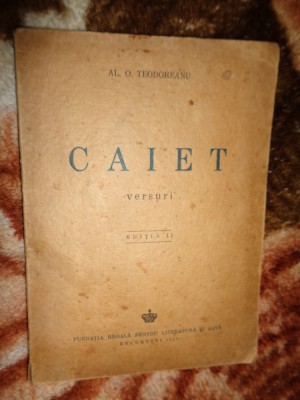 AL. O. TEODOREANU
CAIET
versuri
EDIȚIA II
FUNDAȚIA REGALĂ PENTRU LITERATURĂ ȘI ARTĂ
BUCUREȘTI